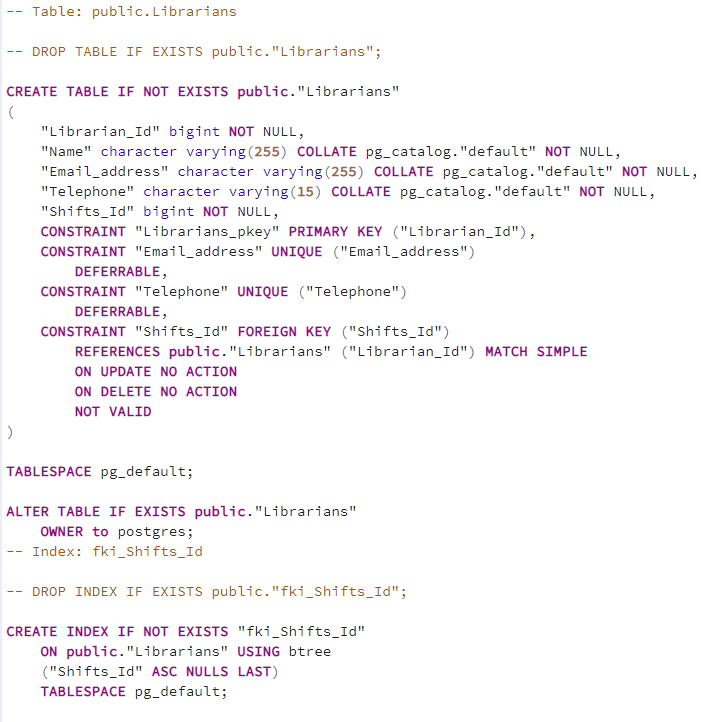 -- Table: public.Librarians
-- DROP TABLE IF EXISTS public."Librarians";
CREATE TABLE IF NOT EXISTS public."Librarians"
(
"Librarian_Id" bigint NOT NULL,
"Name" character varying(255) COLLATE pg_catalog."default" NOT NULL,
"Email_address" character varying(255) COLLATE pg_catalog."default" NOT NULL,
"Telephone" character varying(15) COLLATE pg_catalog."default" NOT NULL,
"Shifts_Id" bigint NOT NULL,
CONSTRAINT "Librarians_pkey" PRIMARY KEY ("Librarian_Id"),
CONSTRAINT "Email_address" UNIQUE ("Email_address")
DEFERRABLE,
CONSTRAINT "Telephone" UNIQUE ("Telephone")
DEFERRABLE,
CONSTRAINT "Shifts_Id" FOREIGN KEY ("Shifts_Id")
REFERENCES public."Librarians" ("Librarian_Id") MATCH SIMPLE
ON UPDATE NO ACTION
ON DELETE NO ACTION
NOT VALID
)
TABLESPACE pg_default;
ALTER TABLE IF EXISTS public."Librarians"
OWNER to postgres;
-- Index: fki_Shifts_Id
-- DROP INDEX IF EXISTS public."fki_Shifts_Id";
CREATE INDEX IF NOT EXISTS "fki_Shifts_Id"
ON public."Librarians" USING btree
("Shifts_Id" ASC NULLS LAST)
TABLESPACE pg_default;